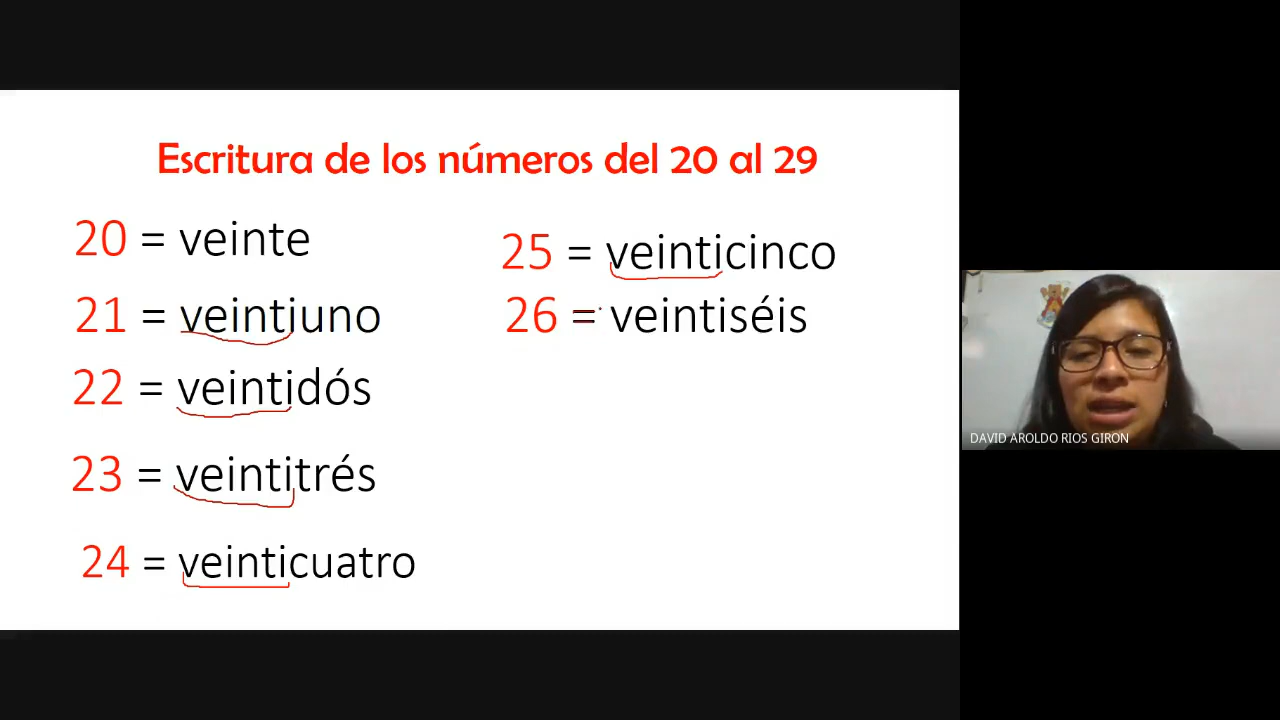 Escritura de los números del 20 al 29
20 = veinte
21 = veintiuno
22 = veintidós
23 = veintitrés
24 = veinticuatro
25 = veinticinco
26 = veintiséis
DAVID AROLDO RIOS GIRON